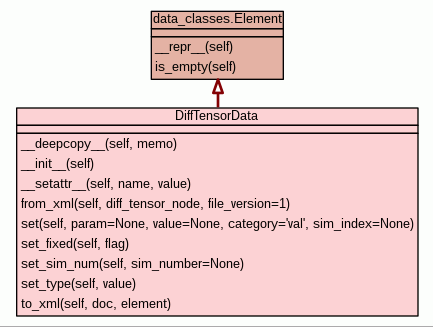 data_classes.Element
__repr__(self)
is_empty(self)
DiffTensorData
__deepcopy__(self, memo)
__init__(self)
__setattr__(self, name, value)
from_xml(self, diff_tensor_node, file_version=1)
set(self, param=None, value=None, category='val', sim_index=None)
set_fixed(self, flag)
set_sim_num(self, sim_number=None)
set_type(self, value)
to_xml(self, doc, element)